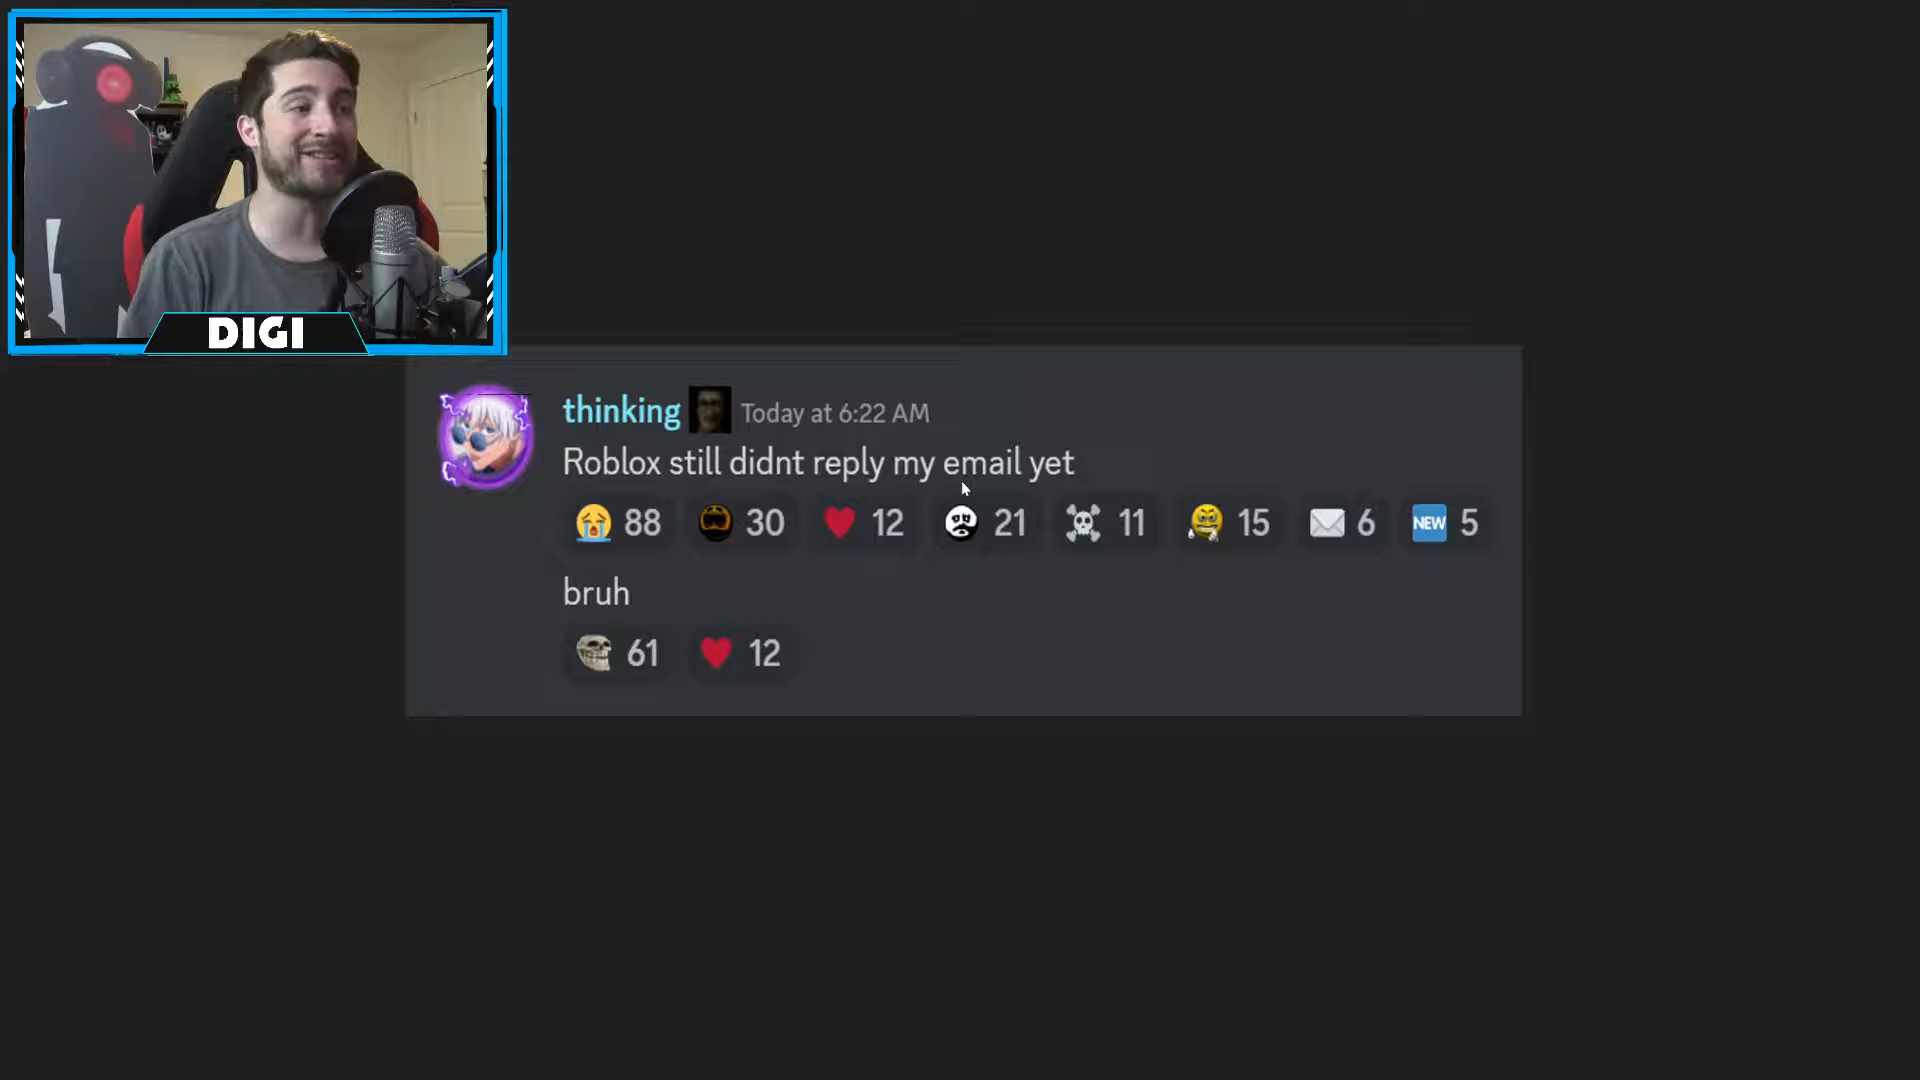 DIGI
thinking Today at 6:22 AM
Roblox still didnt reply my email yet
88 30 12 21 11 15 6 NEW 5
bruh
61 12